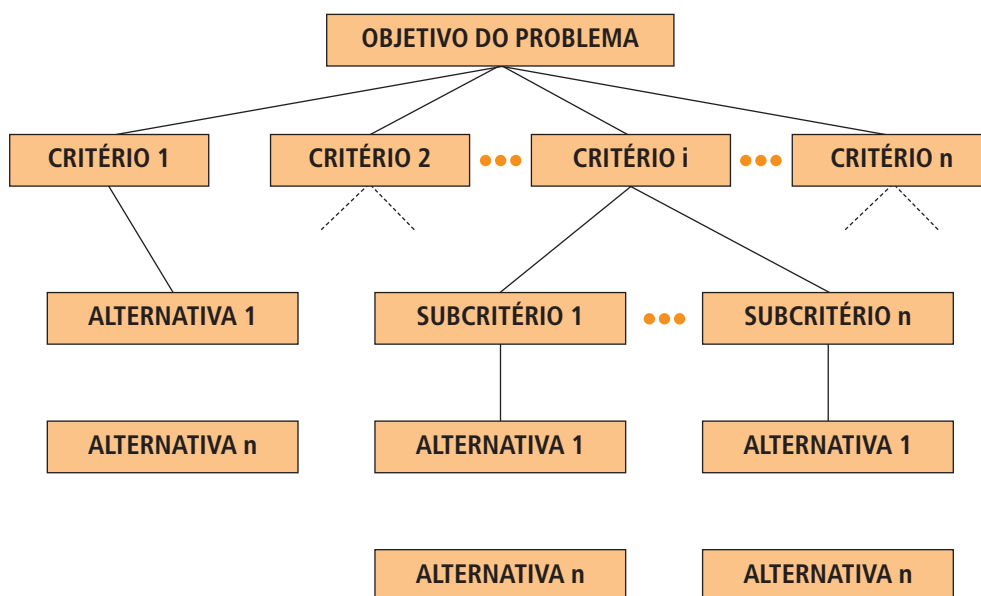 OBJETIVO DO PROBLEMA
CRITÉRIO 1
CRITÉRIO 2
CRITÉRIO i
CRITÉRIO n
ALTERNATIVA 1
SUBCRITÉRIO 1
SUBCRITÉRIO n
ALTERNATIVA n
ALTERNATIVA 1
ALTERNATIVA 1
ALTERNATIVA n
ALTERNATIVA n